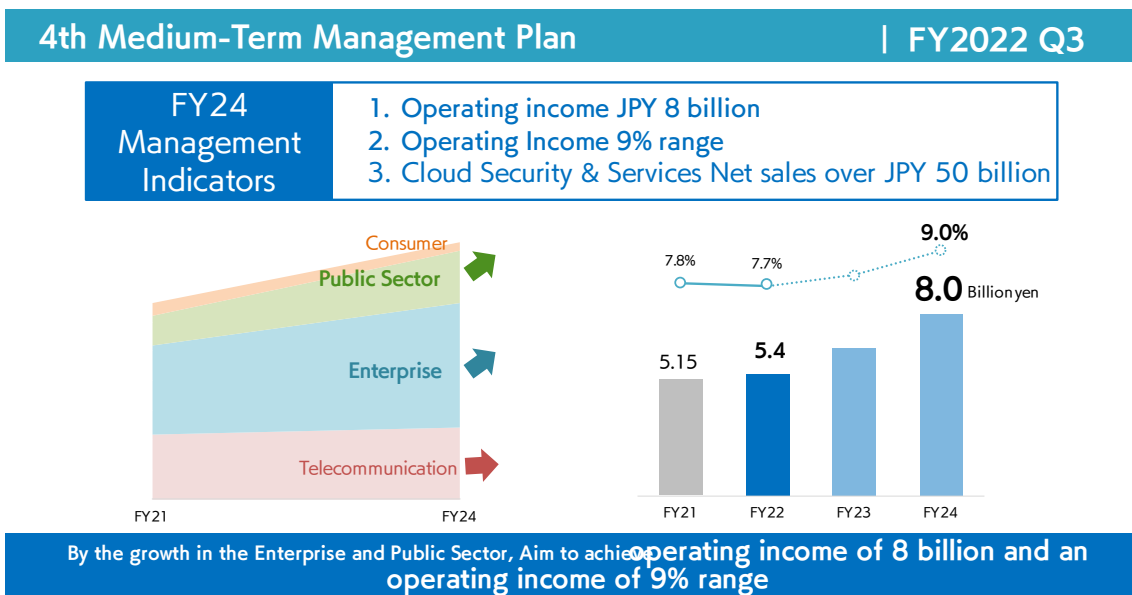 4th Medium-Term Management Plan | FY2022 Q3
FY24
Management
Indicators
1. Operating income JPY 8 billion
2. Operating Income 9% range
3. Cloud Security & Services Net sales over JPY 50 billion
Consumer
Public Sector
Enterprise
Telecommunication
FY21 FY24
9.0%
7.8% 7.7%
8.0 Billion yen
5.4
5.15
FY21 FY22 FY23 FY24
By the growth in the Enterprise and Public Sector, Aim to achieve operating income of 8 billion and an
operating income of 9% range